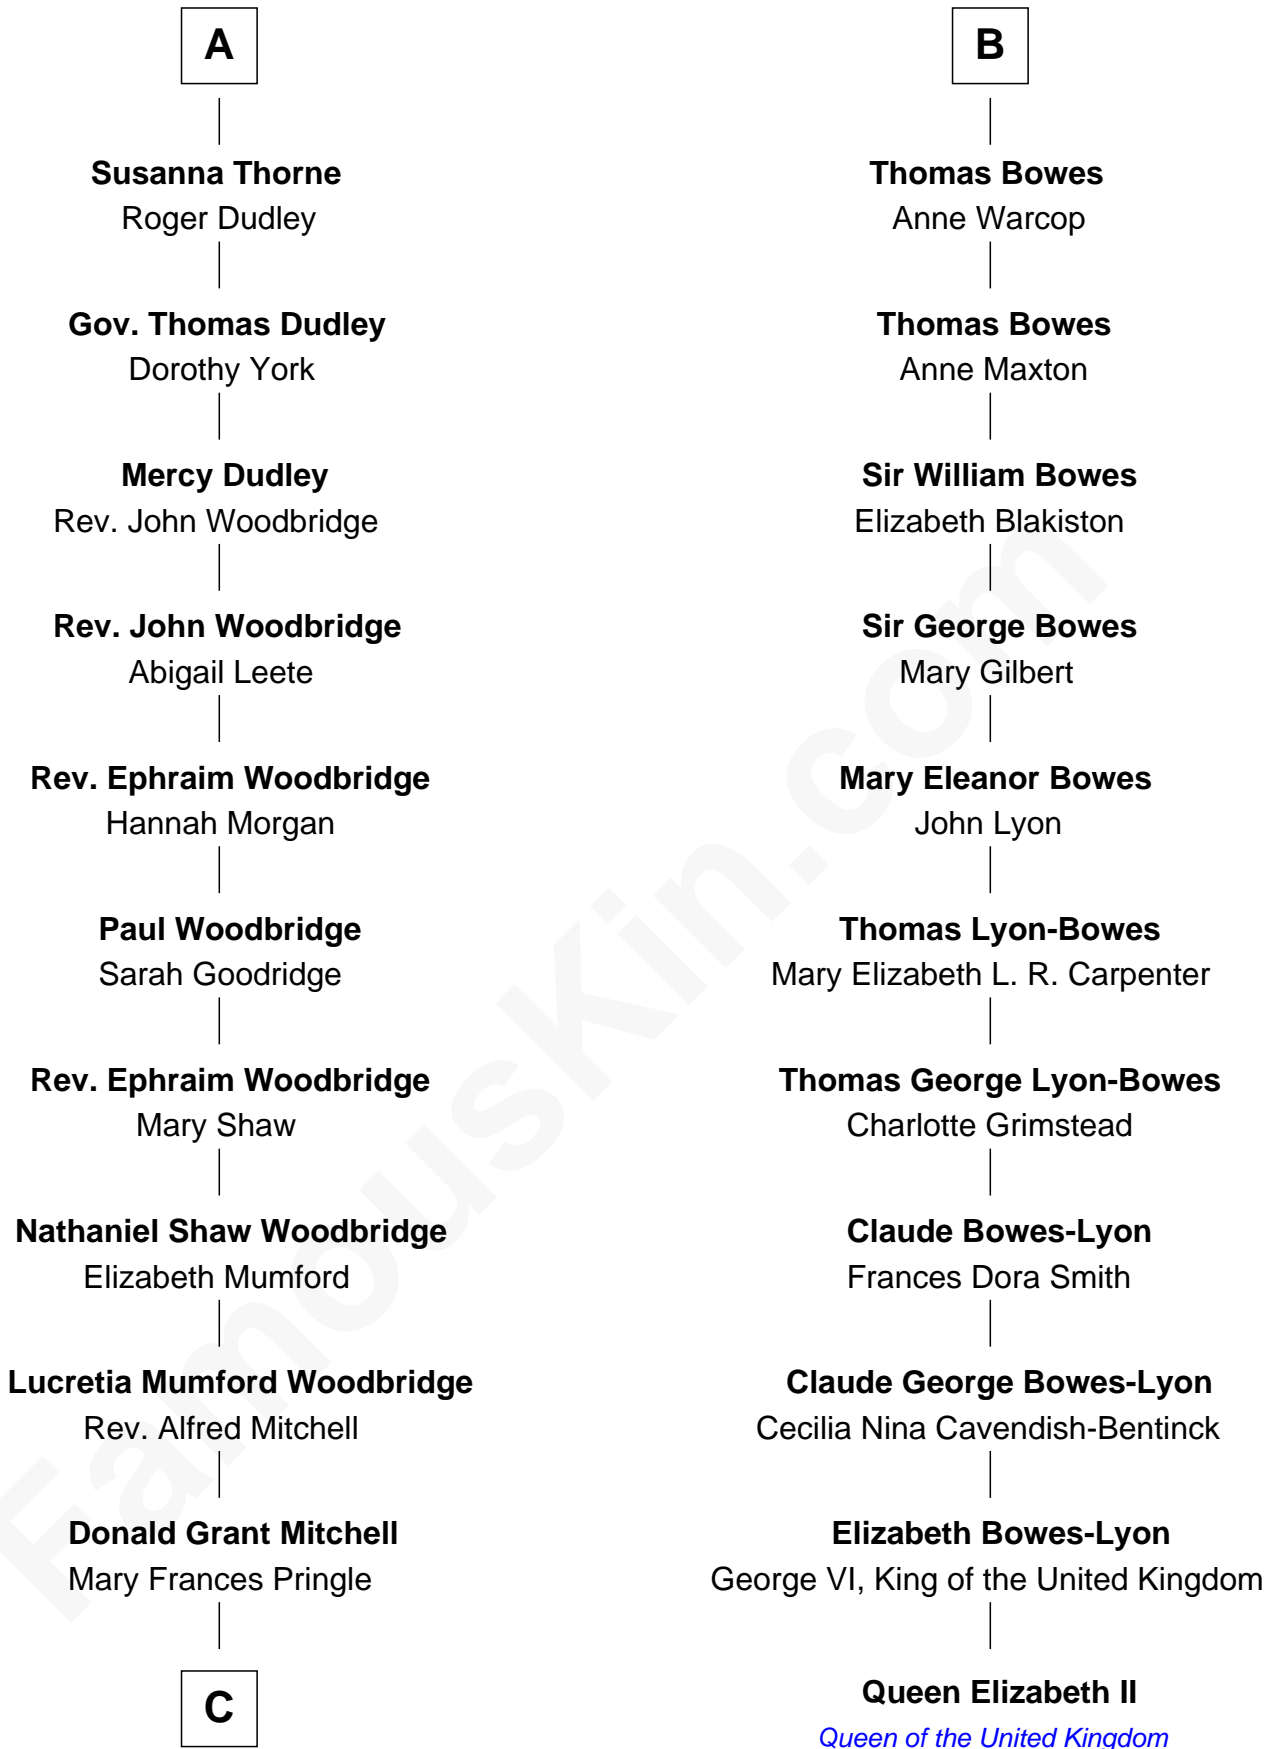 A
Susanna Thorne
Roger Dudley
Gov. Thomas Dudley
Dorothy York
Mercy Dudley
Rev. John Woodbridge
Rev. John Woodbridge
Abigail Leete
Rev. Ephraim Woodbridge
Hannah Morgan
Paul Woodbridge
Sarah Goodridge
Rev. Ephraim Woodbridge
Mary Shaw
Nathaniel Shaw Woodbridge
Elizabeth Mumford
Lucretia Mumford Woodbridge
Rev. Alfred Mitchell
Donald Grant Mitchell
Mary Frances Pringle
C
B
Thomas Bowes
Anne Warcop
Thomas Bowes
Anne Maxton
Sir William Bowes
Elizabeth Blakiston
Sir George Bowes
Mary Gilbert
Mary Eleanor Bowes
John Lyon
Thomas Lyon-Bowes
Mary Elizabeth L. R. Carpenter
Thomas George Lyon-Bowes
Charlotte Grimstead
Claude Bowes-Lyon
Frances Dora Smith
Claude George Bowes-Lyon
Cecilia Nina Cavendish-Bentinck
Elizabeth Bowes-Lyon
George VI, King of the United Kingdom
Queen Elizabeth II
Queen of the United Kingdom
FamousKin.com